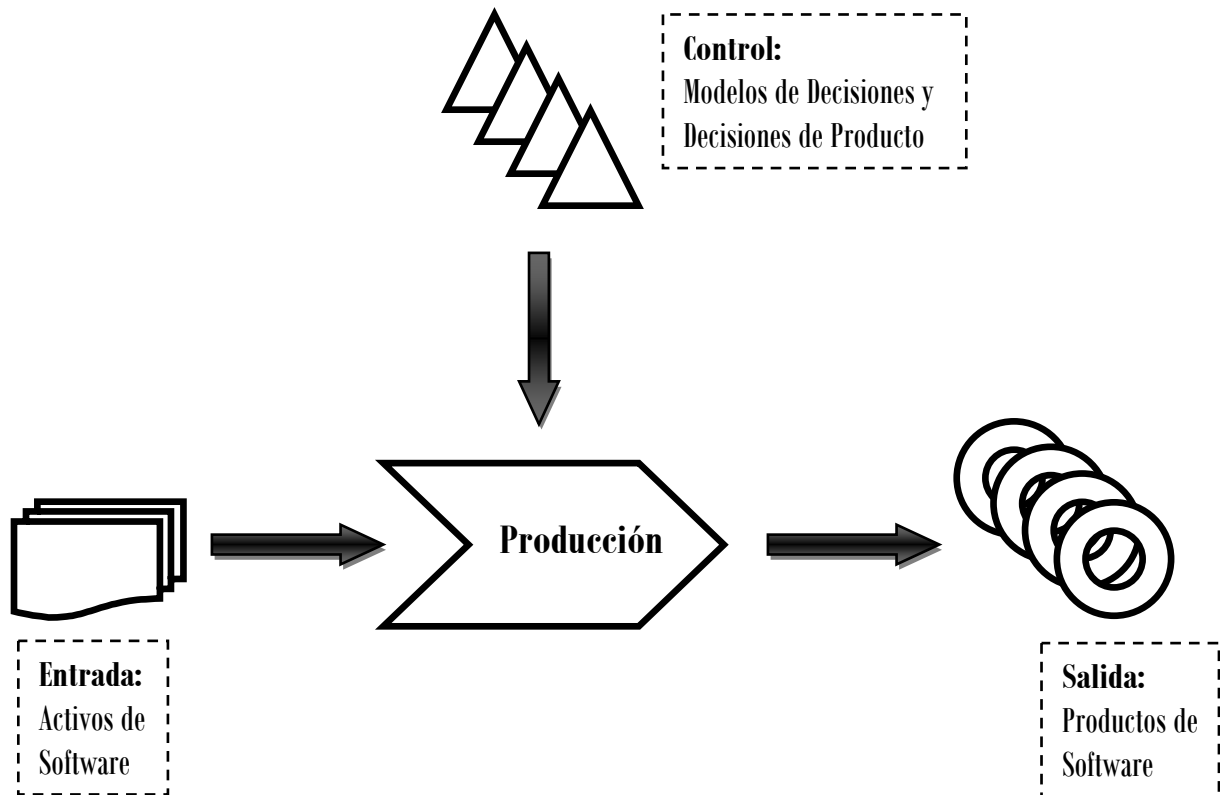 Control:
Modelos de Decisiones y
Decisiones de Producto
Producción
Entrada:
Activos de
Software
Salida:
Productos de
Software